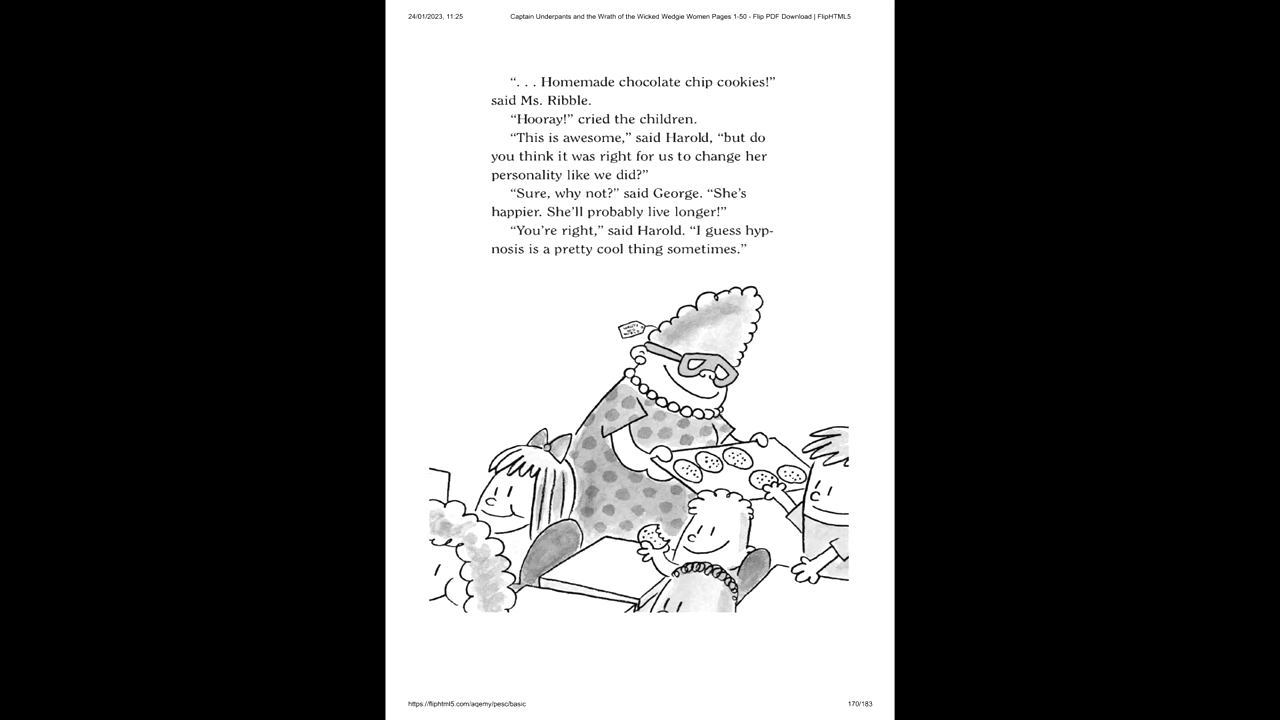 24/01/2023, 11:25
Captain Underpants and the Wrath of the Wicked Wedgie Women Pages 1-50 - Flip PDF Download | FlipHTML5
“. . . Homemade chocolate chip cookies!”
said Ms. Ribble.
“Hooray!” cried the children.
“This is awesome,” said Harold, “but do
you think it was right for us to change her
personality like we did?”
“Sure, why not?” said George. “She’s
happier. She’ll probably live longer!”
“You’re right,” said Harold. “I guess hyp-
nosis is a pretty cool thing sometimes.”
https://fliphtml5.com/aqemy/pesc/basic
170/183